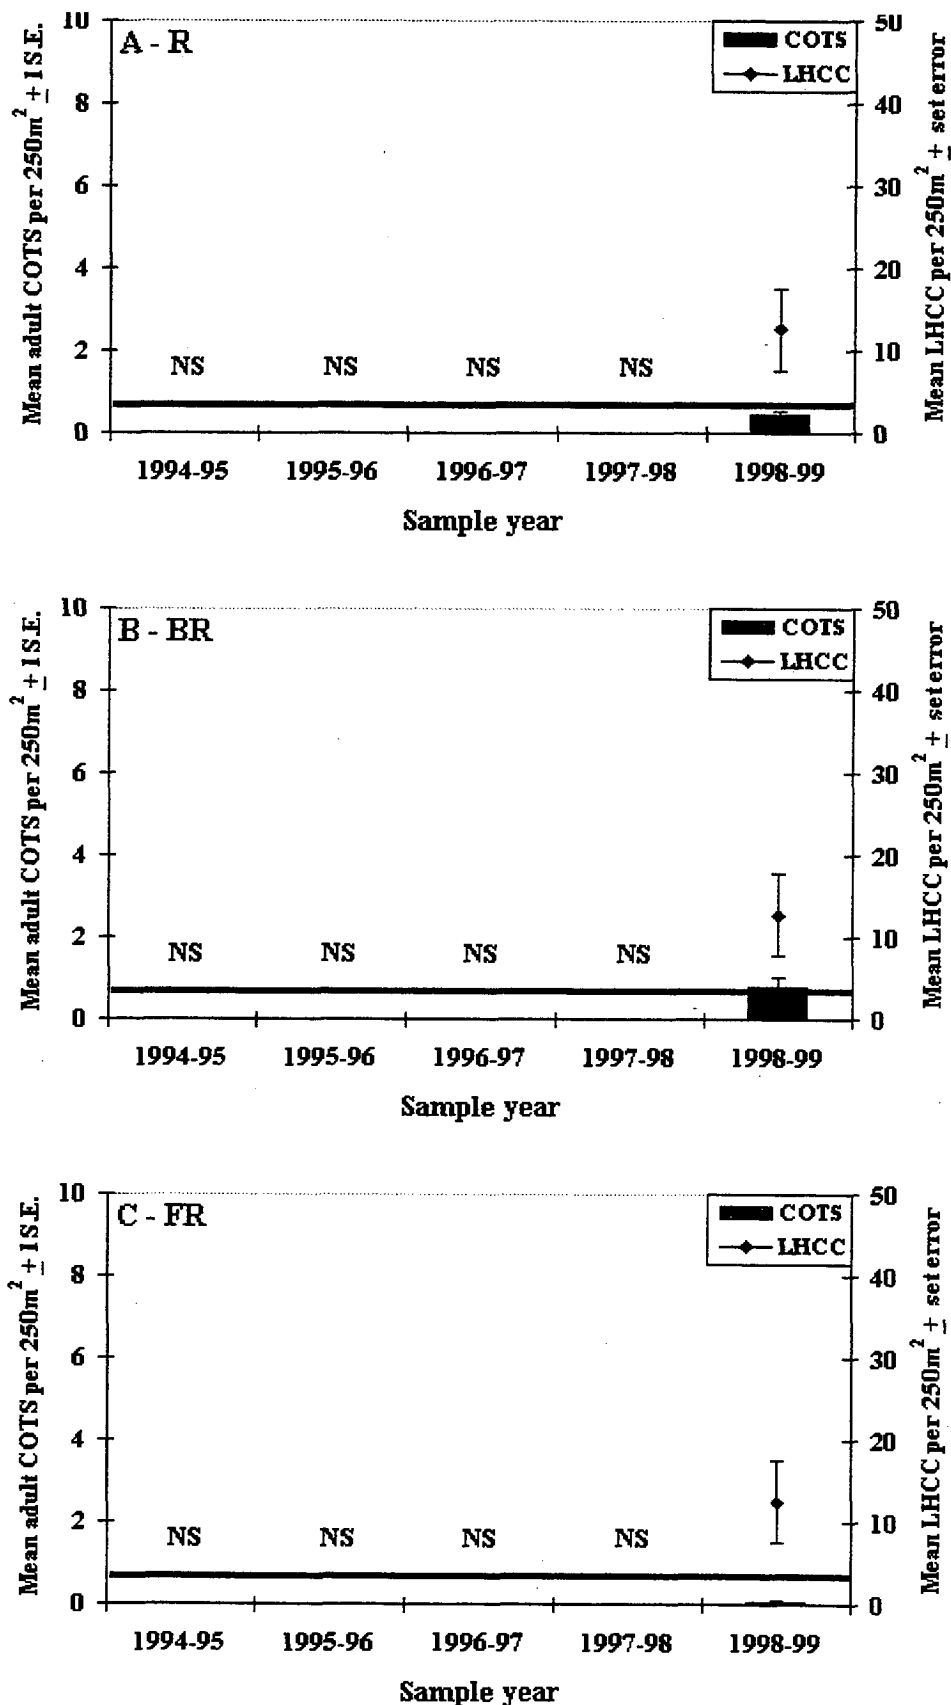 A - R
COTS
LHCC
Mean adult COTS per 250m² ± 1 S.E.
10
8
6
4
2
0
50
40
30
20
10
0
Mean LHCC per 250m² ± set error
NS NS NS NS
1994-95 1995-96 1996-97 1997-98 1998-99
Sample year
B - BR
COTS
LHCC
Mean adult COTS per 250m² ± 1 S.E.
10
8
6
4
2
0
50
40
30
20
10
0
Mean LHCC per 250m² ± set error
NS NS NS NS
1994-95 1995-96 1996-97 1997-98 1998-99
Sample year
C - FR
COTS
LHCC
Mean adult COTS per 250m² ± 1 S.E.
10
8
6
4
2
0
50
40
30
20
10
0
Mean LHCC per 250m² ± set error
NS NS NS NS
1994-95 1995-96 1996-97 1997-98 1998-99
Sample year